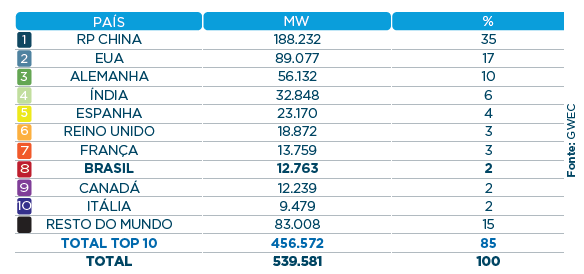 PAÍS MW %
1 RP CHINA 188.232 35
2 EUA 89.077 17
3 ALEMANHA 56.132 10
4 ÍNDIA 32.848 6
5 ESPANHA 23.170 4
6 REINO UNIDO 18.872 3
7 FRANÇA 13.759 3
8 BRASIL 12.763 2
9 CANADÁ 12.239 2
10 ITÁLIA 9.479 2
RESTO DO MUNDO 83.008 15
TOTAL TOP 10 456.572 85
TOTAL 539.581 100
Fonte: GWEC